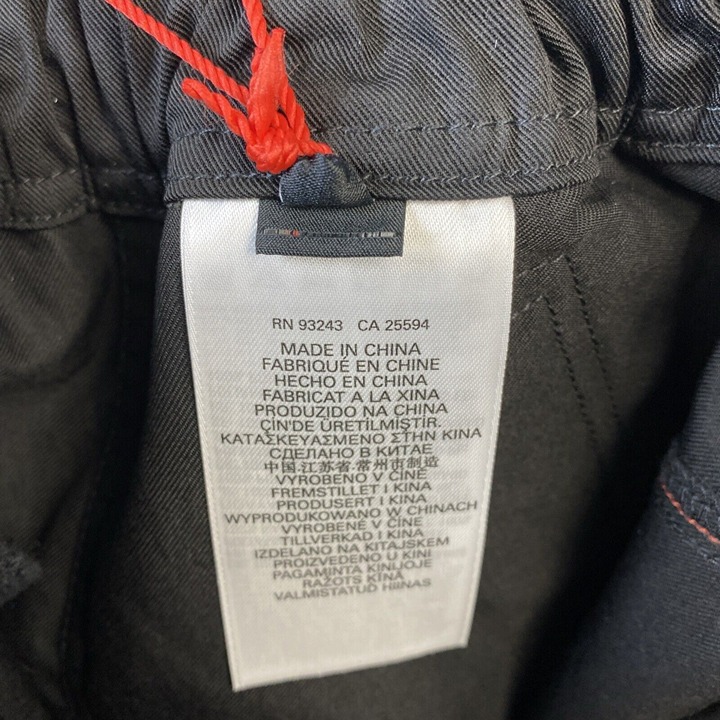 RN 93243 CA 25594
MADE IN CHINA
FABRIQUÉ EN CHINE
HECHO EN CHINA
FABRICAT A LA XINA
PRODUZIDO NA CHINA
ÇİN'DE ÜRETİLMİŞTİR.
ΚΑΤΑΣΚΕΥΑΣΜΕΝΟ ΣΤΗΝ ΚΙΝΑ
СДЕЛАНО В КИТАЕ
中国·江苏省·常州市制造
VYROBENO V ČÍNĚ
FREMSTILLET I KINA
PRODUSERT I KINA
WYPRODUKOWANO W CHINACH
VYROBENÉ V ČÍNE
TILLVERKAD I KINA
IZDELANO NA KITAJSKEM
PROIZVEDENO U KINI
PAGAMINTA KINIJOJE
RAŽOTS ĶĪNĀ
VALMISTATUD HIINAS